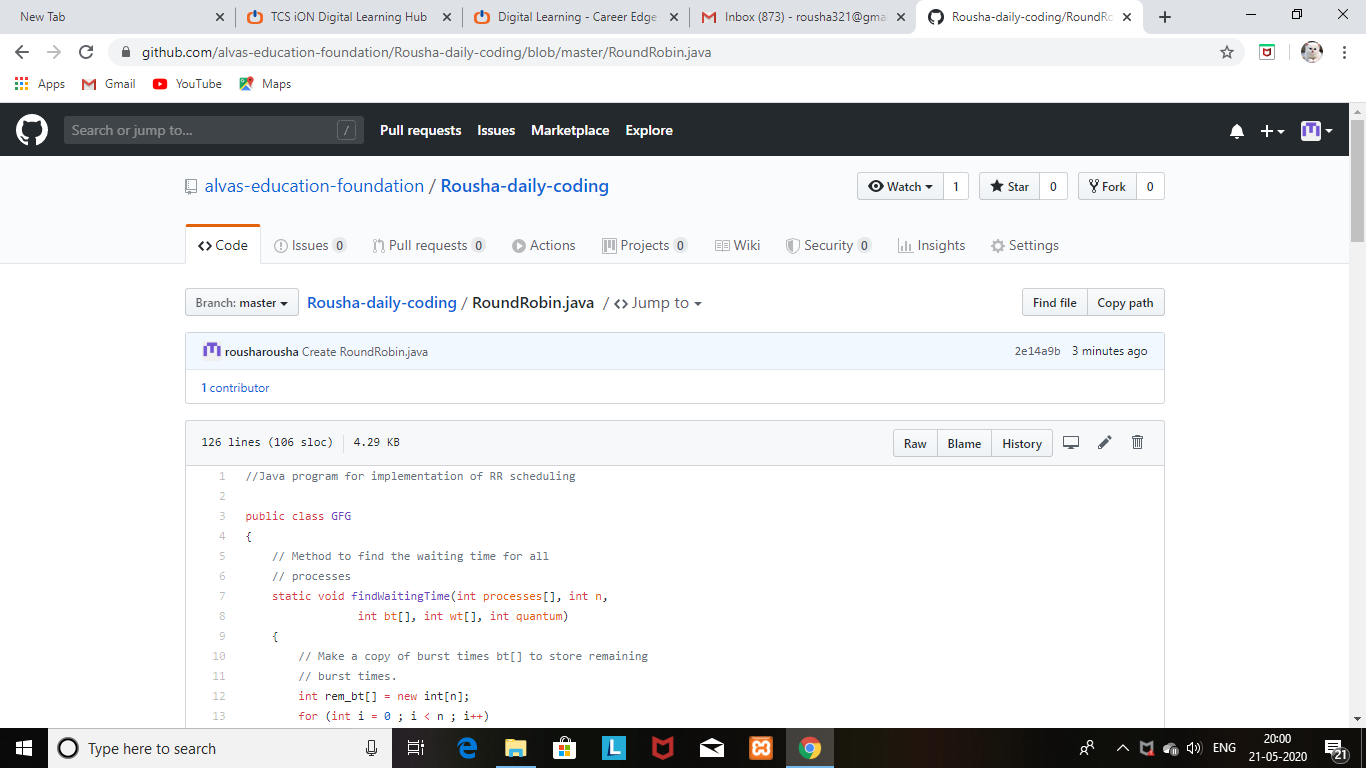 New Tab
TCS iON Digital Learning Hub
Digital Learning - Career Edge
Inbox (873) - rousha321@gma
Rousha-daily-coding/RoundRo
github.com/alvas-education-foundation/Rousha-daily-coding/blob/master/RoundRobin.java
Apps Gmail YouTube Maps
Search or jump to... / Pull requests Issues Marketplace Explore
alvas-education-foundation / Rousha-daily-coding
Watch 1 Star 0 Fork 0
Code Issues 0 Pull requests 0 Actions Projects 0 Wiki Security 0 Insights Settings
Branch: master Rousha-daily-coding / RoundRobin.java / <> Jump to Find file Copy path
rousharousha Create RoundRobin.java 2e14a9b 3 minutes ago
1 contributor
126 lines (106 sloc) 4.29 KB Raw Blame History
1 //Java program for implementation of RR scheduling
2
3 public class GFG
4 {
5 // Method to find the waiting time for all
6 // processes
7 static void findWaitingTime(int processes[], int n,
8 int bt[], int wt[], int quantum)
9 {
10 // Make a copy of burst times bt[] to store remaining
11 // burst times.
12 int rem_bt[] = new int[n];
13 for (int i = 0 ; i < n ; i++)
Type here to search
ENG
20:00
21-05-2020
21